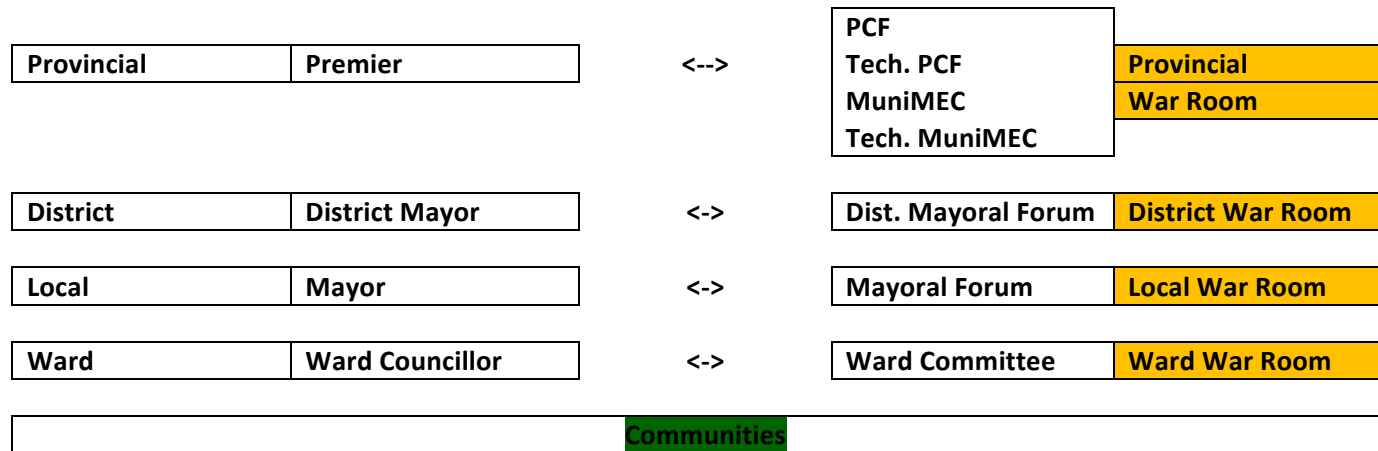 PCF
Provincial Premier <--> Tech. PCF Provincial
MuniMEC War Room
Tech. MuniMEC
District District Mayor <-> Dist. Mayoral Forum District War Room
Local Mayor <-> Mayoral Forum Local War Room
Ward Ward Councillor <-> Ward Committee Ward War Room
Communities